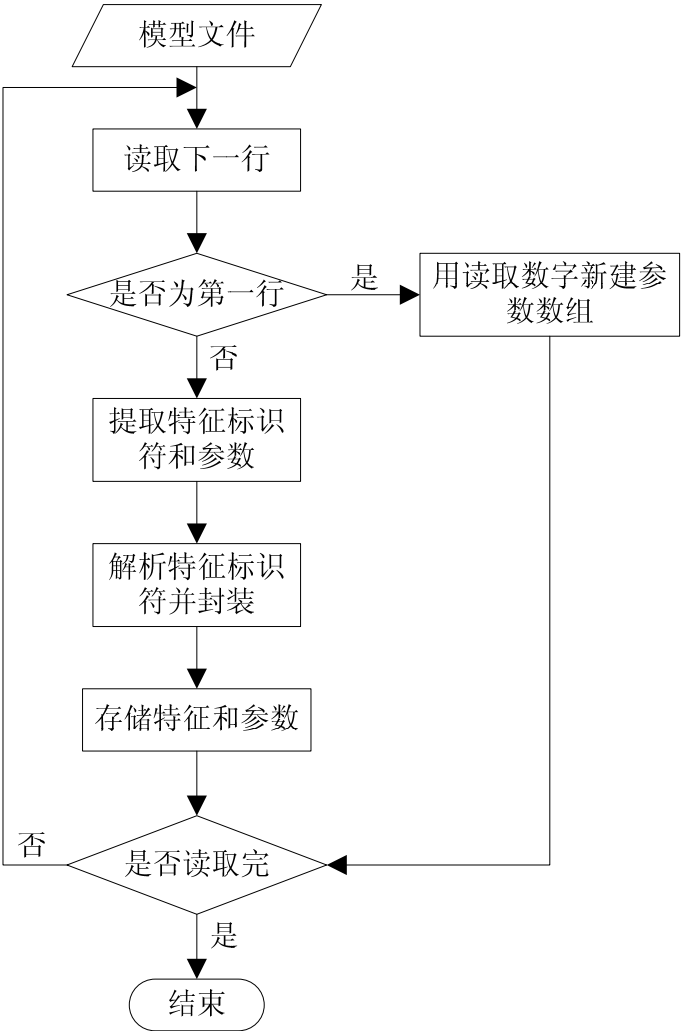 模型文件
读取下一行
是否为第一行
是
用读取数字新建参
数数组
否
提取特征标识
符和参数
解析特征标识
符并封装
存储特征和参数
否
是否读取完
是
结束